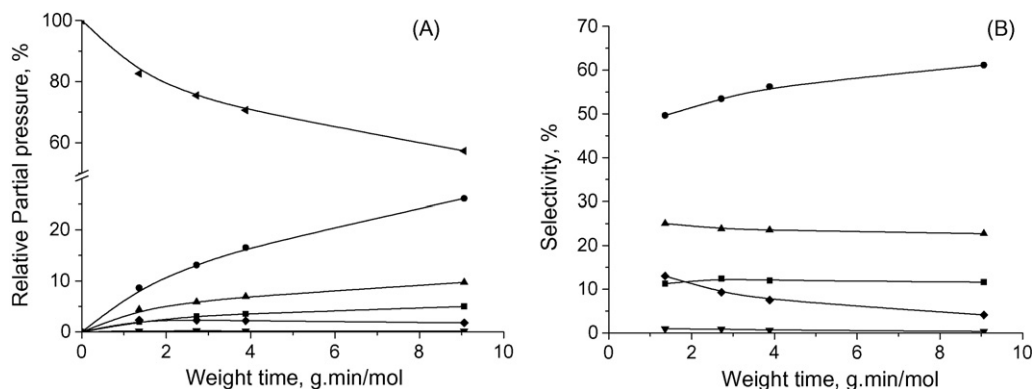 (A)
Relative Partial pressure, %
100
80
60
20
10
0
0 2 4 6 8 10
Weight time, g.min/mol
(B)
Selectivity, %
70
60
50
40
30
20
10
0
0 2 4 6 8 10
Weight time, g.min/mol